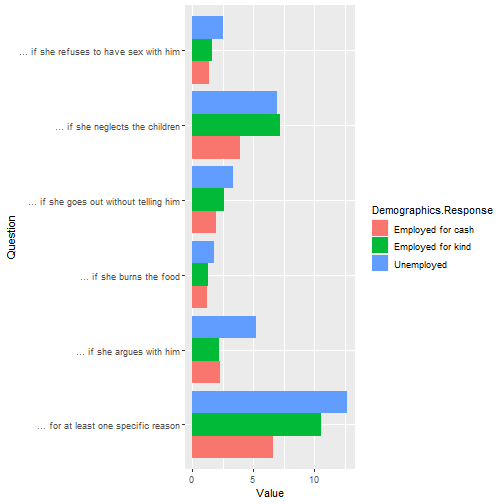 ... if she refuses to have sex with him
... if she neglects the children
... if she goes out without telling him
... if she burns the food
... if she argues with him
... for at least one specific reason
Question
0 5 10
Value
Demographics.Response
Employed for cash
Employed for kind
Unemployed